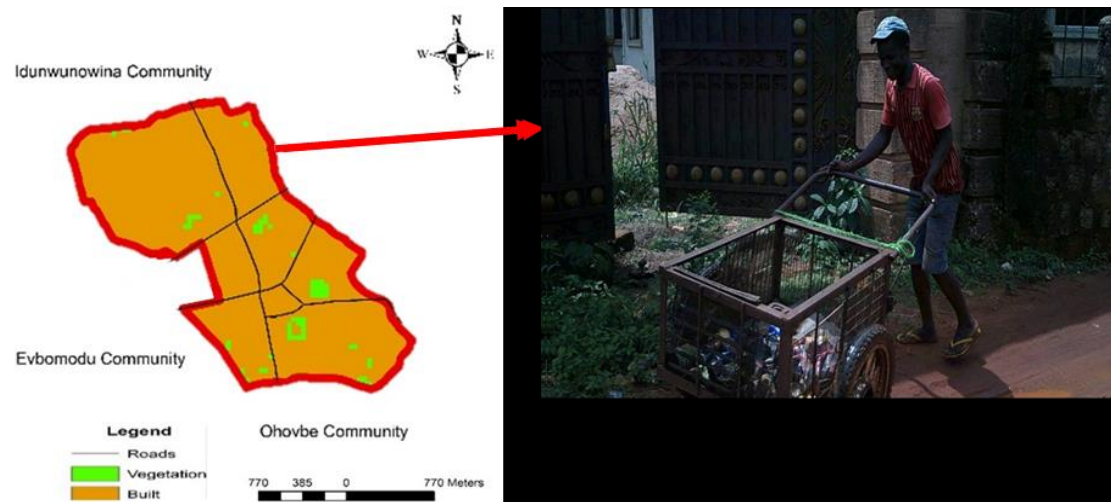 N
W E
S
Idunwunowina Community
Evbomodu Community
Ohovbe Community
Legend
Roads
Vegetation
Built
770 385 0 770 Meters